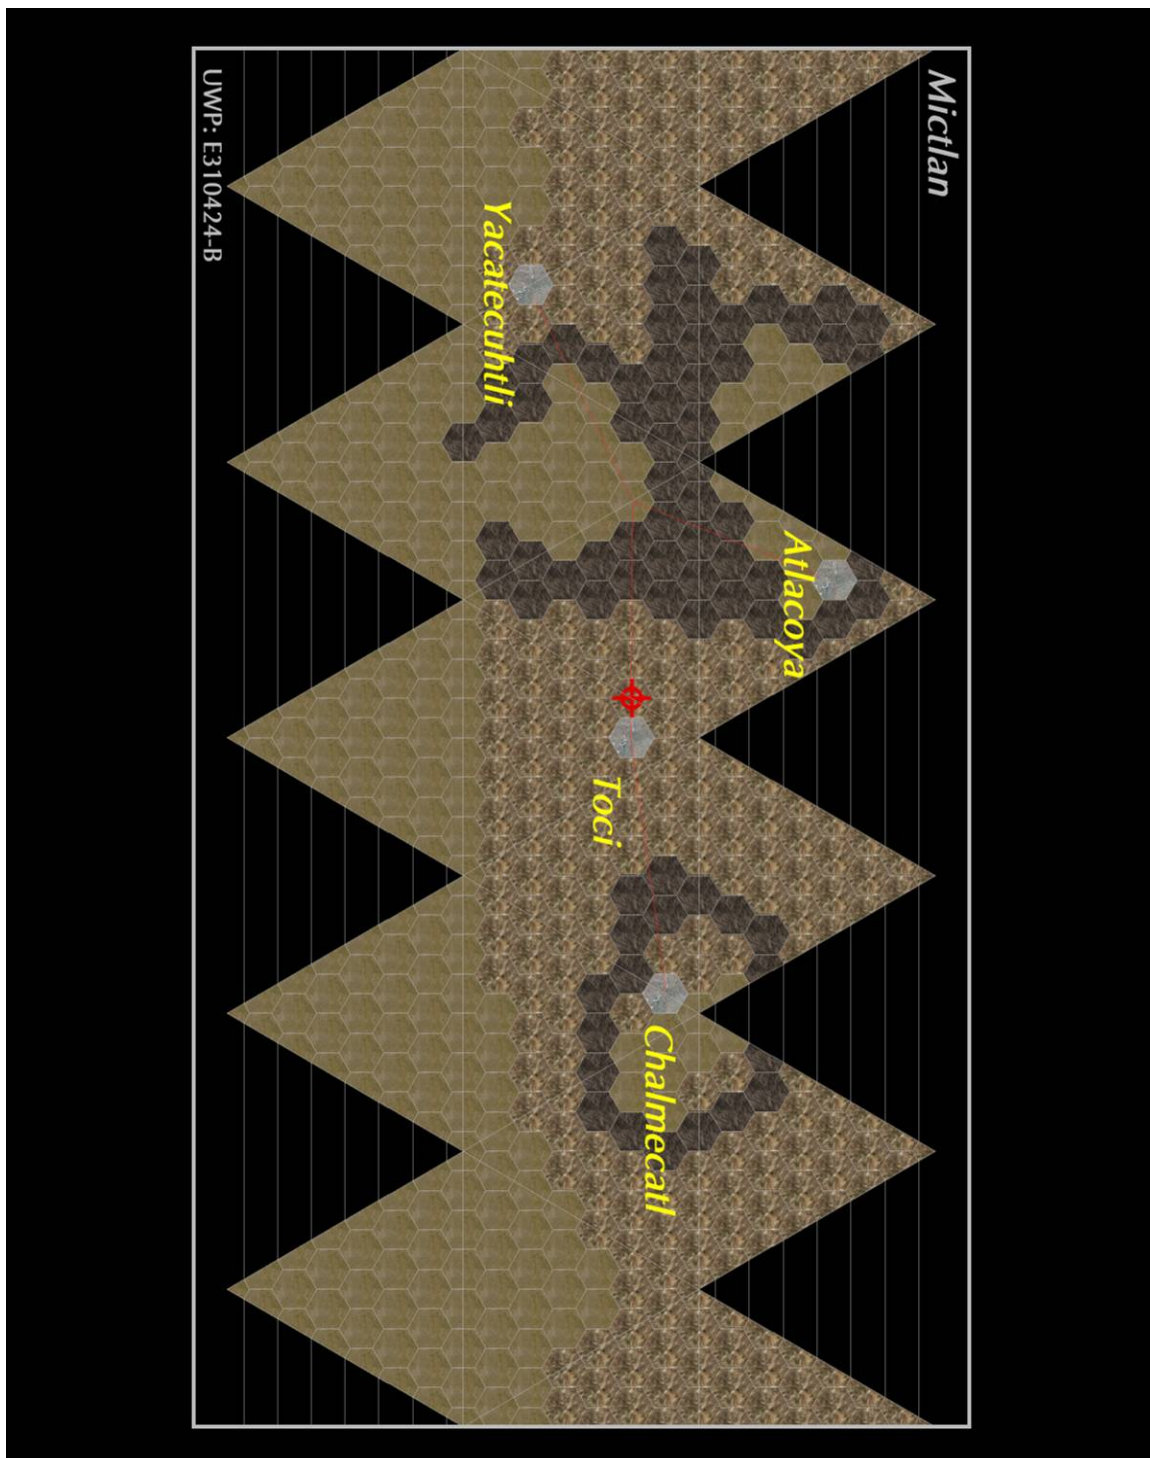 Mictlan
Atlacoya
Yacatecuhtli
Toci
Chalmecatl
UWP: E310424-B